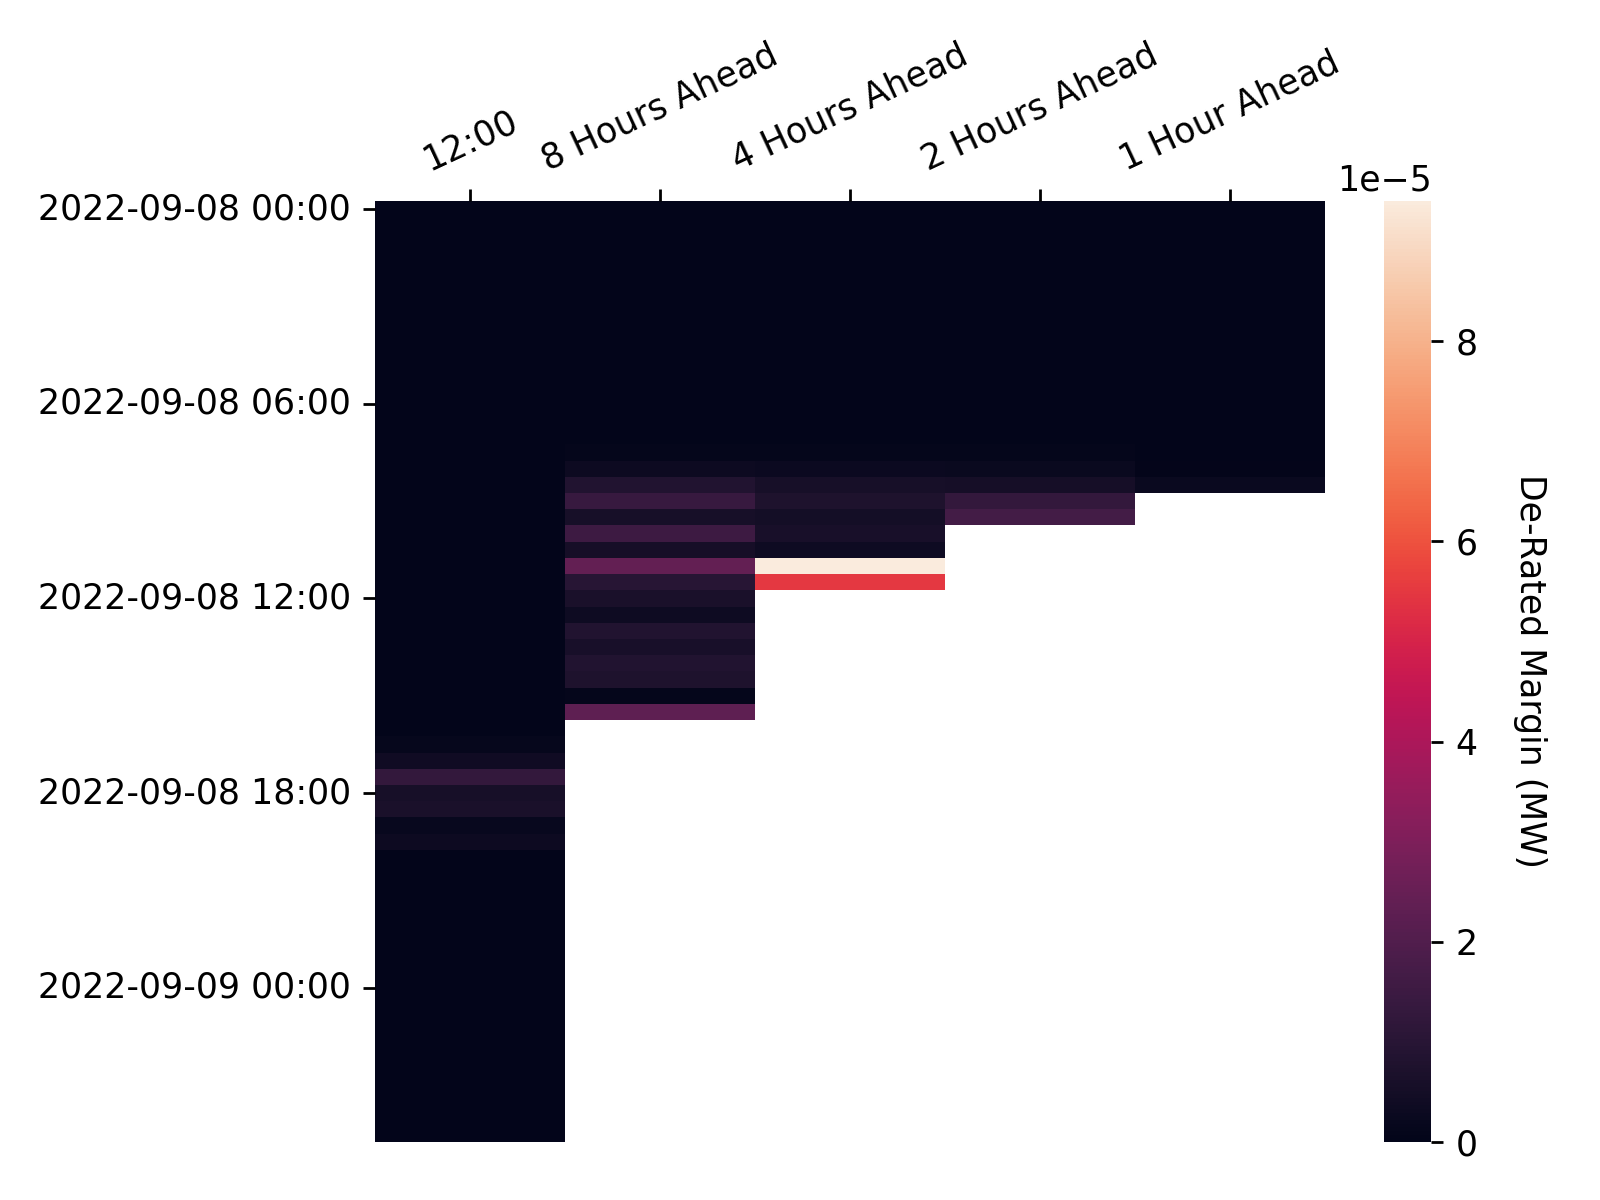 12:00
8 Hours Ahead
4 Hours Ahead
2 Hours Ahead
1 Hour Ahead
2022-09-08 00:00
2022-09-08 06:00
2022-09-08 12:00
2022-09-08 18:00
2022-09-09 00:00
1e−5
8
6
4
2
0
De-Rated Margin (MW)